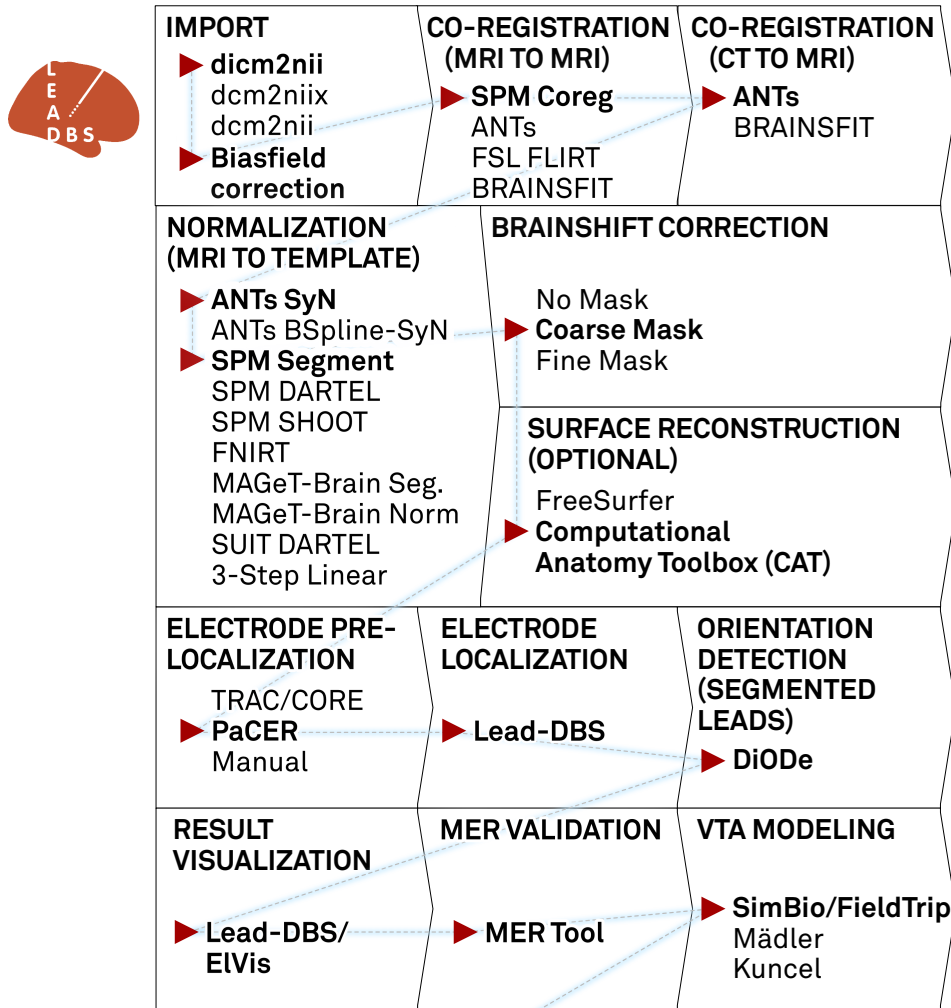 L
E
A
DBS
IMPORT
dicm2nii
dcm2niix
dcm2nii
Biasfield
correction
CO-REGISTRATION
(MRI TO MRI)
SPM Coreg
ANTs
FSL FLIRT
BRAINSFIT
CO-REGISTRATION
(CT TO MRI)
ANTs
BRAINSFIT
NORMALIZATION
(MRI TO TEMPLATE)
ANTs SyN
ANTs BSpline-SyN
SPM Segment
SPM DARTEL
SPM SHOOT
FNIRT
MAGeT-Brain Seg.
MAGeT-Brain Norm
SUIT DARTEL
3-Step Linear
BRAINSHIFT CORRECTION
No Mask
Coarse Mask
Fine Mask
SURFACE RECONSTRUCTION
(OPTIONAL)
FreeSurfer
Computational
Anatomy Toolbox (CAT)
ELECTRODE PRE-
LOCALIZATION
TRAC/CORE
PaCER
Manual
ELECTRODE
LOCALIZATION
Lead-DBS
ORIENTATION
DETECTION
(SEGMENTED
LEADS)
DiODe
RESULT
VISUALIZATION
Lead-DBS/
ElVis
MER VALIDATION
MER Tool
VTA MODELING
SimBio/FieldTrip
Mädler
Kuncel